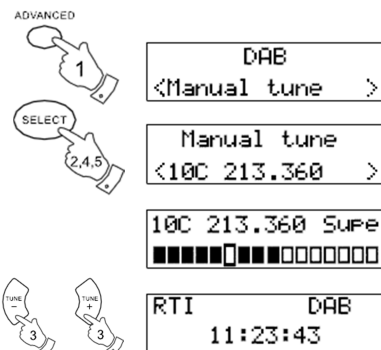 ADVANCED
1
DAB
<Manual tune >
SELECT
2,4,5
Manual tune
<10C 213.360 >
10C 213.360 Supe
TUNE
-
3
TUNE
+
3
RTI DAB
11:23:43